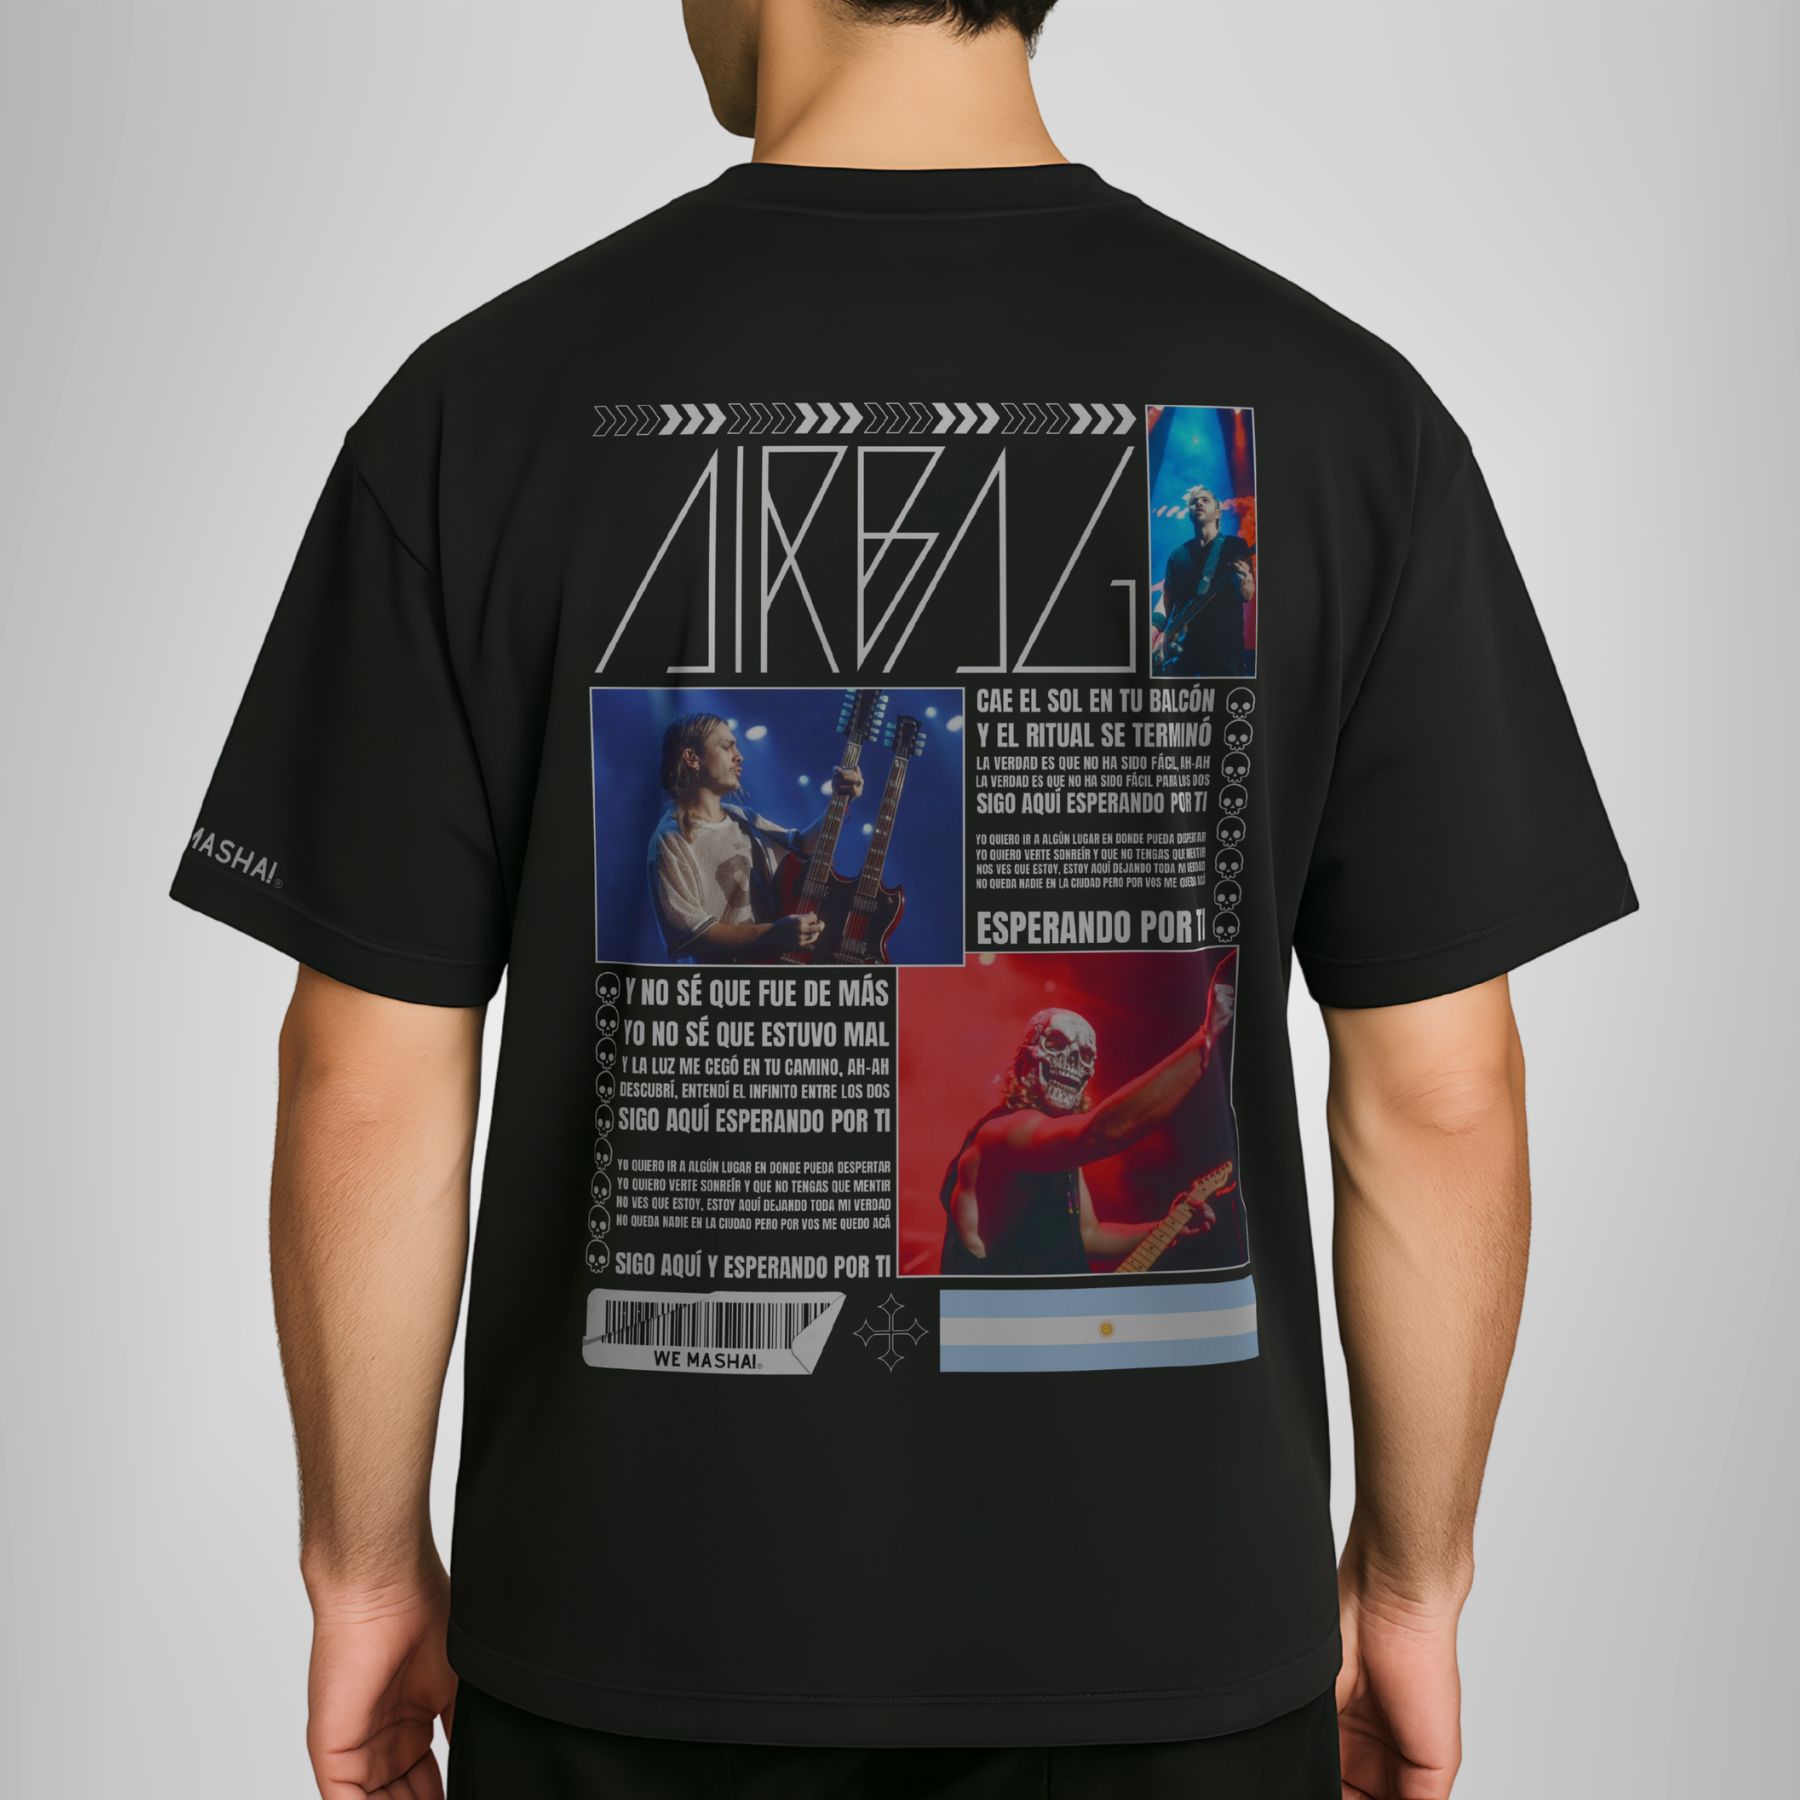 AIRBAG
CAE EL SOL EN TU BALCÓN
Y EL RITUAL SE TERMINÓ
LA VERDAD ES QUE NO HA SIDO FÁCIL, AH-AH
LA VERDAD ES QUE NO HA SIDO FÁCIL PARA LOS DOS
SIGO AQUÍ ESPERANDO POR TI
YO QUIERO IR A ALGÚN LUGAR EN DONDE PUEDA DESPERTAR
YO QUIERO VERTE SONREÍR Y QUE NO TENGAS QUE MENTIR
NOS VES QUE ESTOY, ESTOY AQUÍ DEJANDO TODA MI VERDAD
NO QUEDA NADIE EN LA CIUDAD PERO POR VOS ME QUEDO ACÁ
ESPERANDO POR TI
MASHA!®
Y NO SÉ QUE FUE DE MÁS
YO NO SÉ QUE ESTUVO MAL
Y LA LUZ ME CEGÓ EN TU CAMINO, AH-AH
DESCUBRÍ, ENTENDÍ EL INFINITO ENTRE LOS DOS
SIGO AQUÍ ESPERANDO POR TI
YO QUIERO IR A ALGÚN LUGAR EN DONDE PUEDA DESPERTAR
YO QUIERO VERTE SONREÍR Y QUE NO TENGAS QUE MENTIR
NO VES QUE ESTOY, ESTOY AQUÍ DEJANDO TODA MI VERDAD
NO QUEDA NADIE EN LA CIUDAD PERO POR VOS ME QUEDO ACÁ
SIGO AQUÍ Y ESPERANDO POR TI
WE MASHA!®